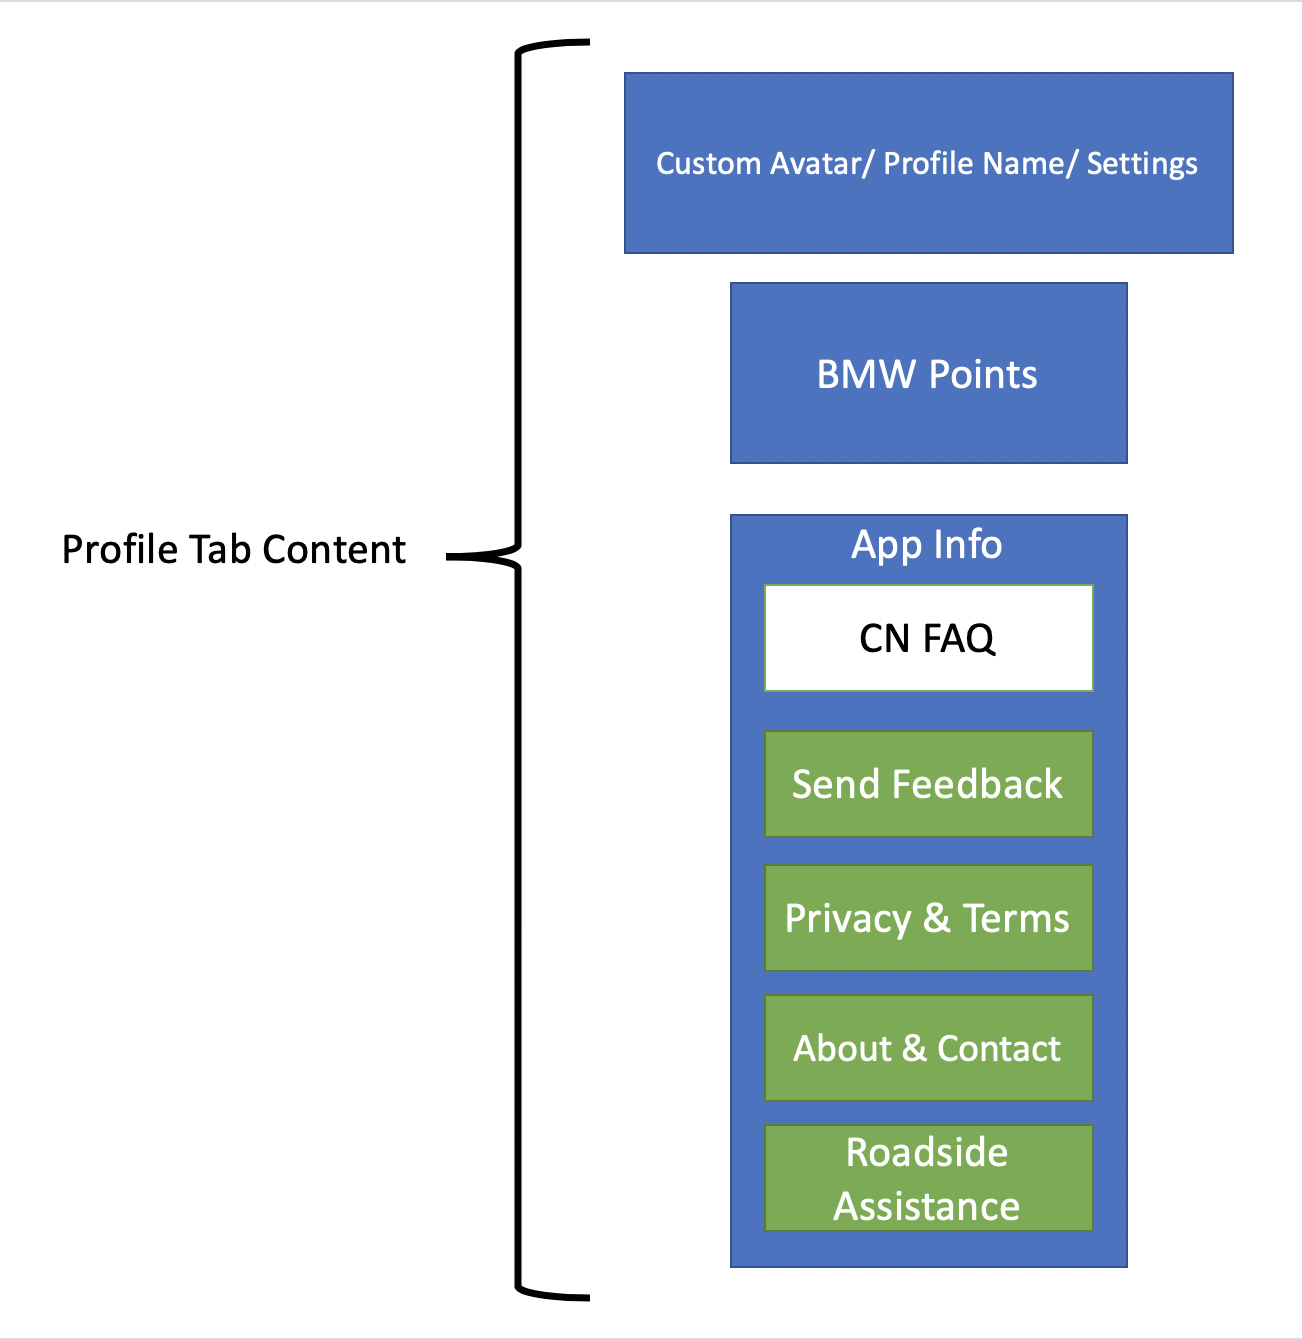 Custom Avatar/ Profile Name/ Settings
BMW Points
Profile Tab Content
App Info
CN FAQ
Send Feedback
Privacy & Terms
About & Contact
Roadside
Assistance